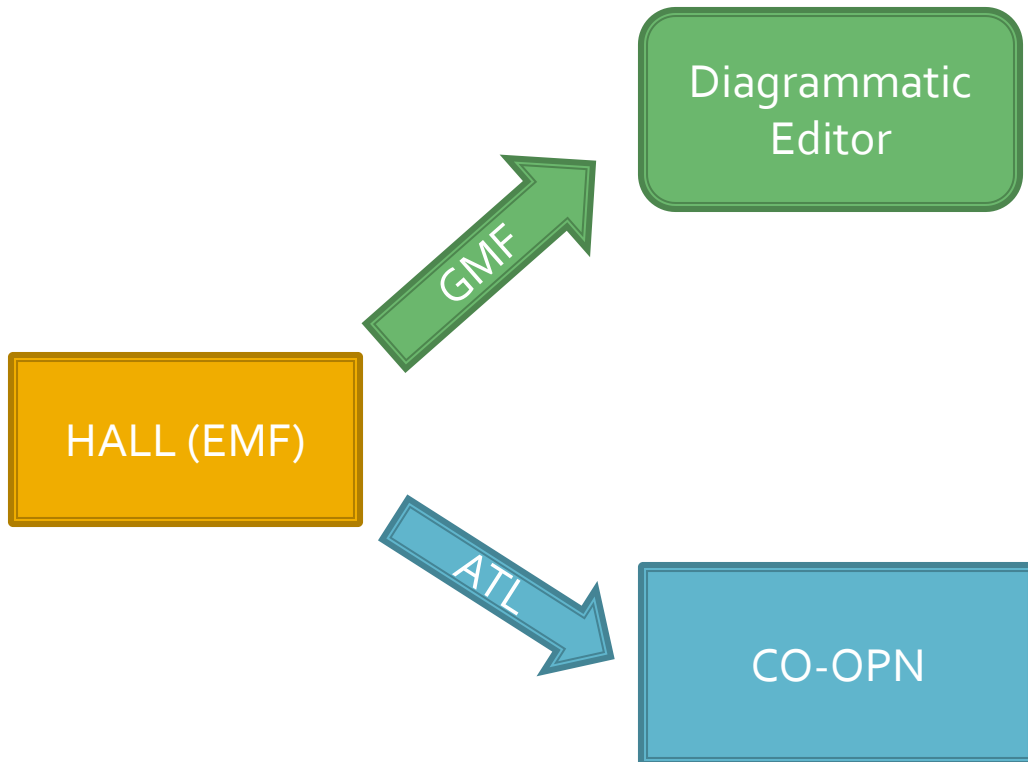 Diagrammatic
Editor
GMF
HALL (EMF)
ATL
CO-OPN